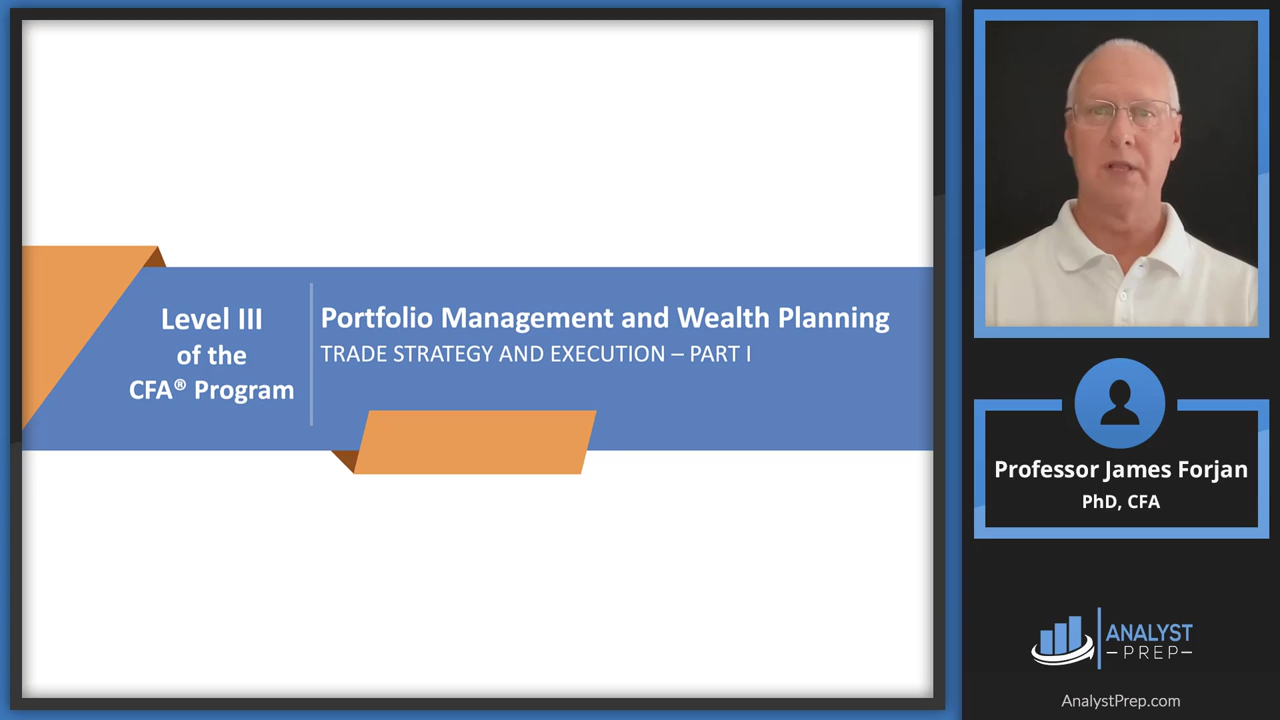 Level III
of the
CFA® Program
Portfolio Management and Wealth Planning
TRADE STRATEGY AND EXECUTION – PART I
Professor James Forjan
PhD, CFA
ANALYST
–PREP–
AnalystPrep.com